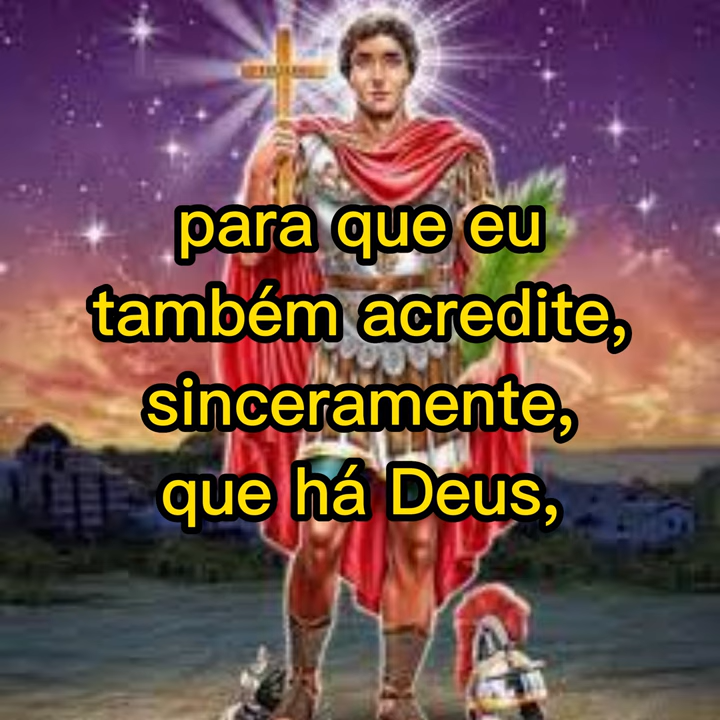 para que eu
também acredite,
sinceramente,
que há Deus,